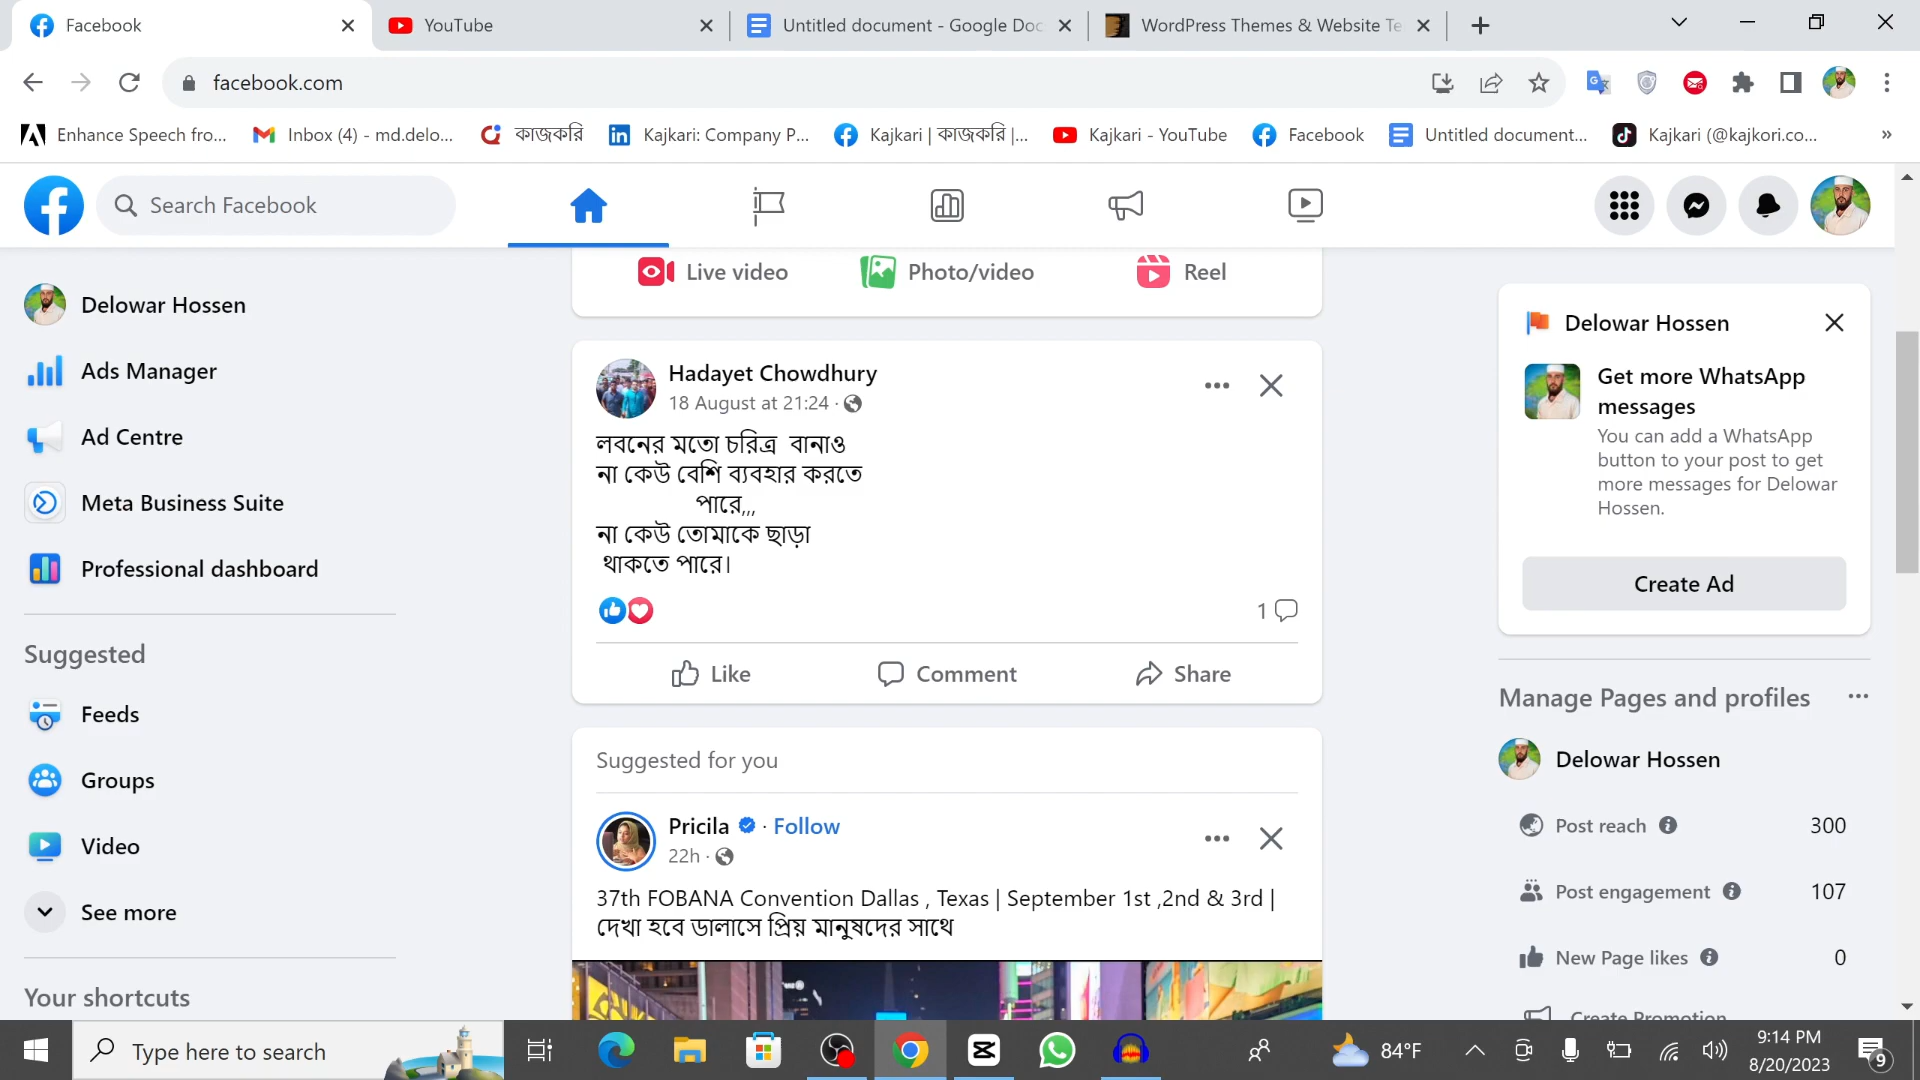 Facebook
YouTube
Untitled document - Google Doc
WordPress Themes & Website Te
facebook.com
Enhance Speech fro...
Inbox (4) - md.delo...
কাজকরি
Kajkari: Company P...
Kajkari | কাজকরি |...
Kajkari - YouTube
Facebook
Untitled document...
Kajkari (@kajkori.co...
»
Search Facebook
Live video
Photo/video
Reel
Delowar Hossen
Ads Manager
Ad Centre
Meta Business Suite
Professional dashboard
Suggested
Feeds
Groups
Video
See more
Your shortcuts
Hadayet Chowdhury
18 August at 21:24 ·
লবনের মতো চরিত্র বানাও
না কেউ বেশি ব্যবহার করতে
পারে,,,
না কেউ তোমাকে ছাড়া
থাকতে পারে।
1
Like
Comment
Share
Suggested for you
Pricila · Follow
22h ·
37th FOBANA Convention Dallas , Texas | September 1st ,2nd & 3rd |
দেখা হবে ডালাসে প্রিয় মানুষদের সাথে
Delowar Hossen
Get more WhatsApp
messages
You can add a WhatsApp
button to your post to get
more messages for Delowar
Hossen.
Create Ad
Manage Pages and profiles
Delowar Hossen
Post reach 300
Post engagement 107
New Page likes 0
Create Promotion
Type here to search
84°F
9:14 PM
8/20/2023
9